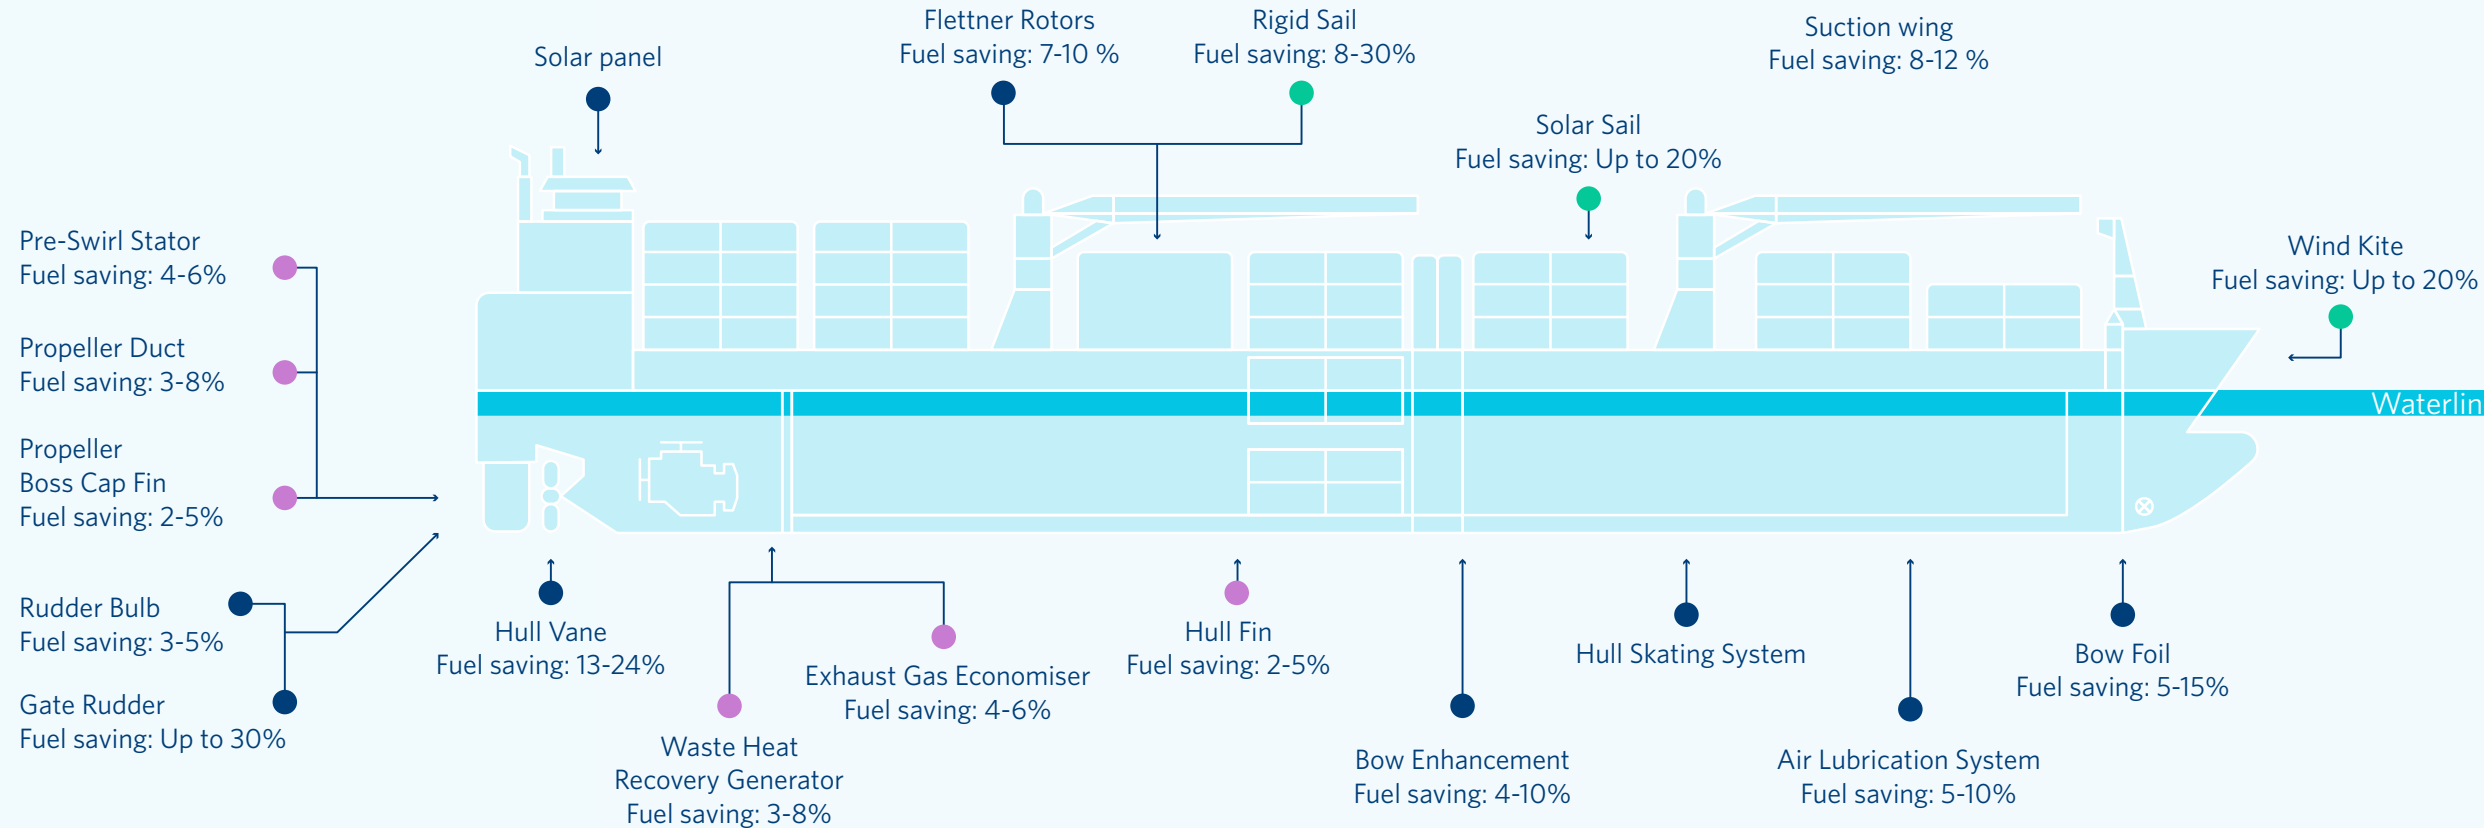 Flettner Rotors
Fuel saving: 7-10 %
Rigid Sail
Fuel saving: 8-30%
Suction wing
Fuel saving: 8-12 %
Solar panel
Solar Sail
Fuel saving: Up to 20%
Pre-Swirl Stator
Fuel saving: 4-6%
Wind Kite
Fuel saving: Up to 20%
Propeller Duct
Fuel saving: 3-8%
Waterlin
Propeller
Boss Cap Fin
Fuel saving: 2-5%
Rudder Bulb
Fuel saving: 3-5%
Gate Rudder
Fuel saving: Up to 30%
Hull Vane
Fuel saving: 13-24%
Waste Heat
Recovery Generator
Fuel saving: 3-8%
Exhaust Gas Economiser
Fuel saving: 4-6%
Hull Fin
Fuel saving: 2-5%
Bow Enhancement
Fuel saving: 4-10%
Hull Skating System
Air Lubrication System
Fuel saving: 5-10%
Bow Foil
Fuel saving: 5-15%